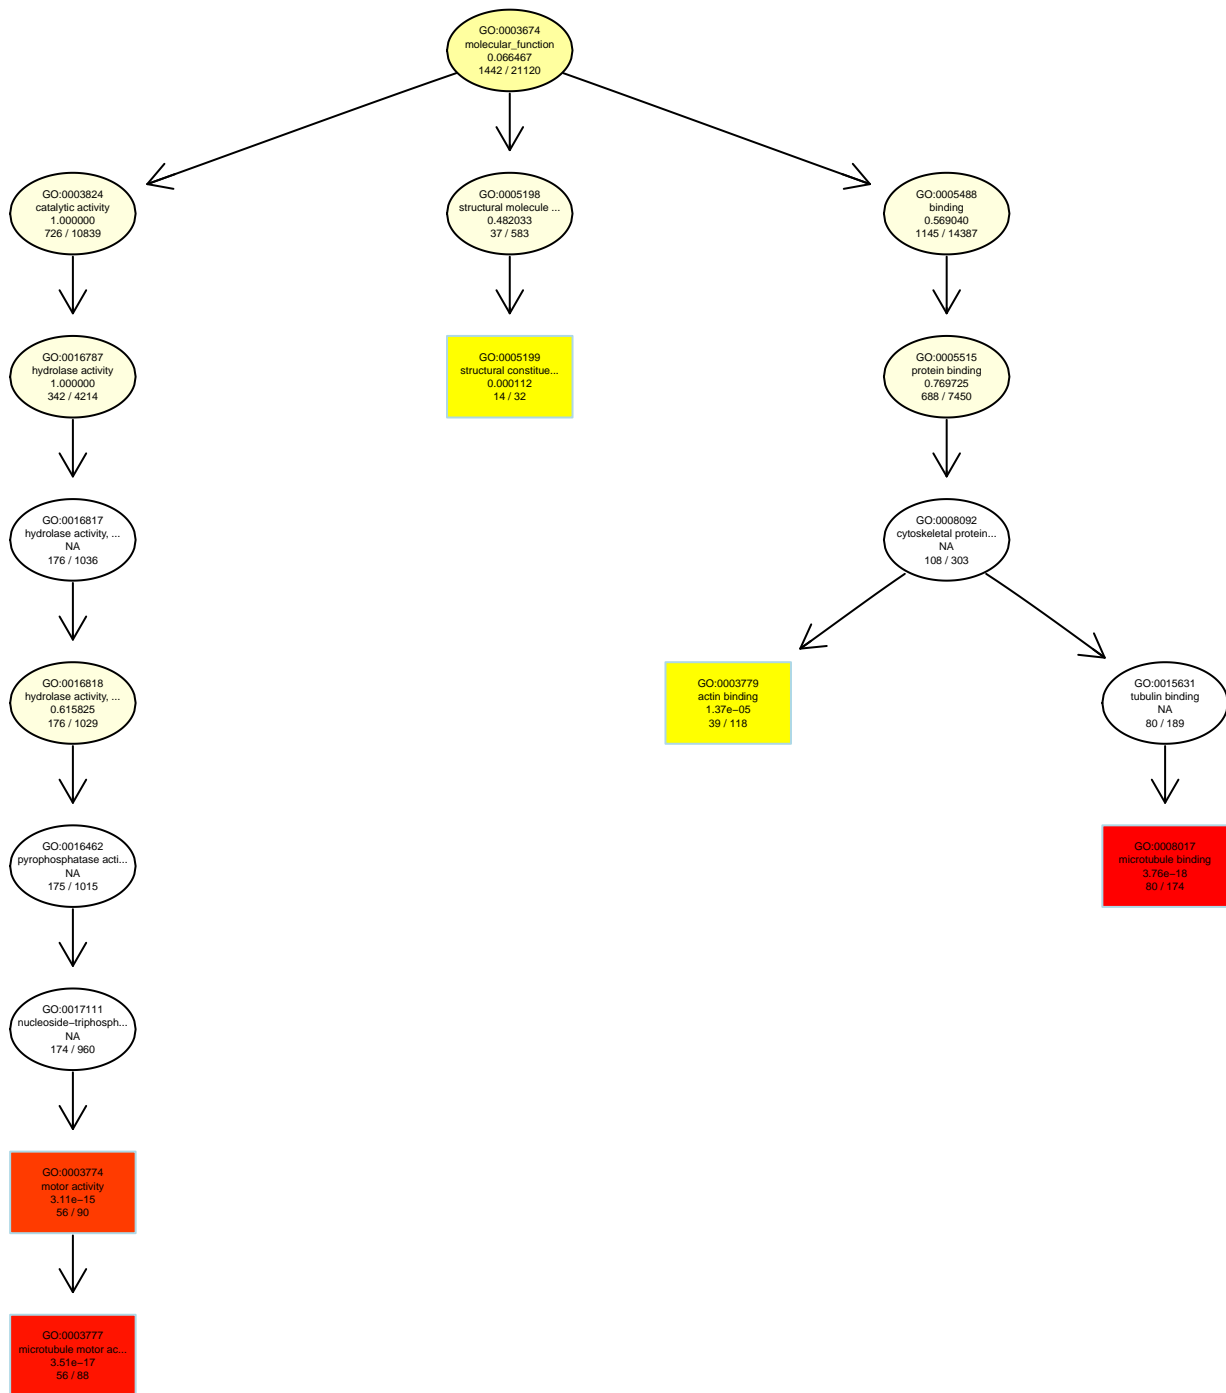 GO:0003674
molecular_function
0.066467
1442 / 21120
GO:0003824
catalytic activity
1.000000
726 / 10839
GO:0005198
structural molecule ...
0.482033
37 / 583
GO:0005488
binding
0.569040
1145 / 14387
GO:0016787
hydrolase activity
1.000000
342 / 4214
GO:0005199
structural constitue...
0.000112
14 / 32
GO:0005515
protein binding
0.769725
688 / 7450
GO:0016817
hydrolase activity, ...
NA
176 / 1036
GO:0008092
cytoskeletal protein...
NA
108 / 303
GO:0016818
hydrolase activity, ...
0.615825
176 / 1029
GO:0003779
actin binding
1.37e−05
39 / 118
GO:0015631
tubulin binding
NA
80 / 189
GO:0016462
pyrophosphatase acti...
NA
175 / 1015
GO:0008017
microtubule binding
3.76e−18
80 / 174
GO:0017111
nucleoside−triphosph...
NA
174 / 960
GO:0003774
motor activity
3.11e−15
56 / 90
GO:0003777
microtubule motor ac...
3.51e−17
56 / 88